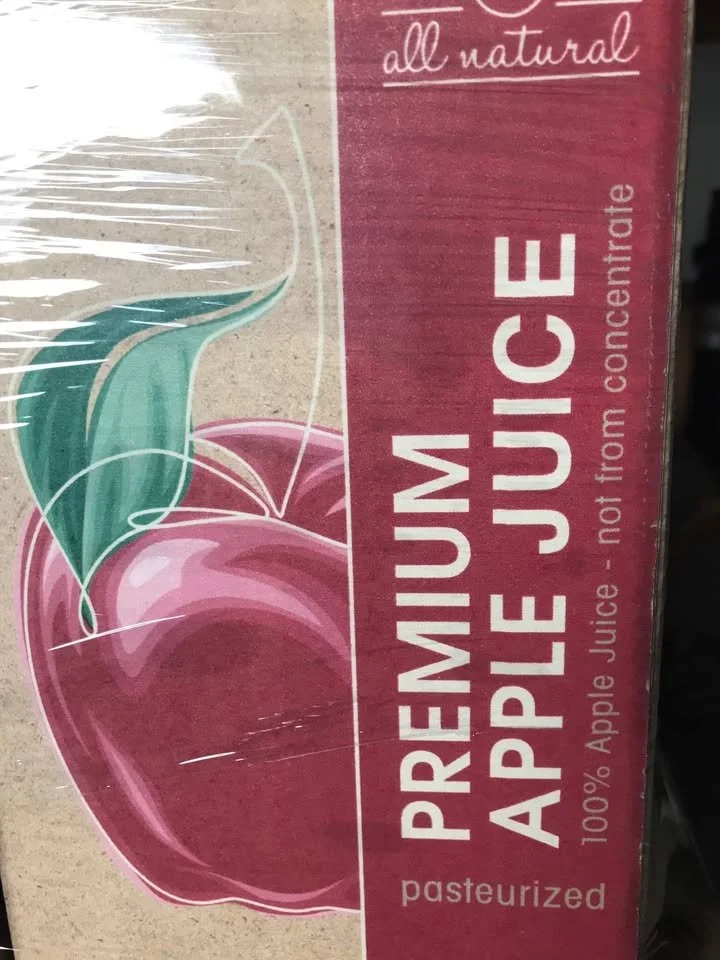 all natural
PREMIUM
APPLE JUICE
100% Apple Juice - not from concentrate
pasteurized